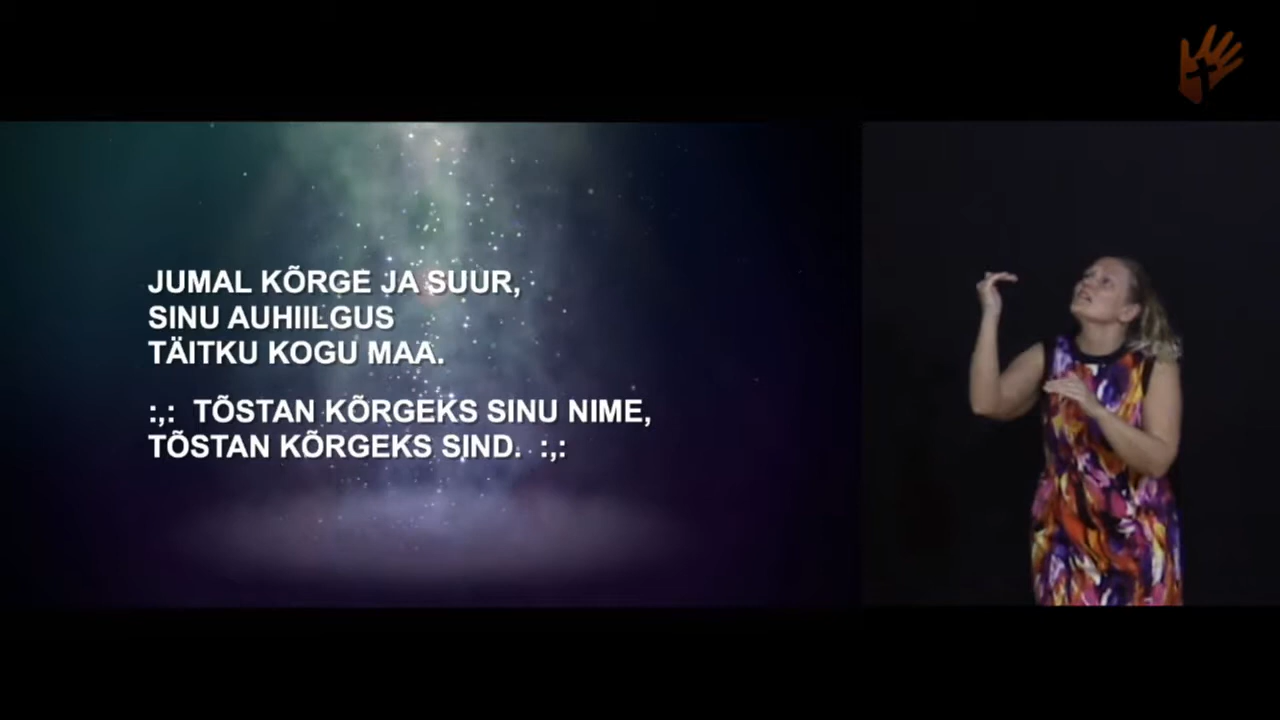 JUMAL KÕRGE JA SUUR,
SINU AUHIILGUS
TÄITKU KOGU MAA.
:,: TÕSTAN KÕRGEKS SINU NIME,
TÕSTAN KÕRGEKS SIND. :,: